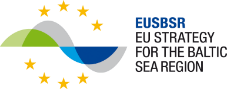 EUSBSR
EU STRATEGY
FOR THE BALTIC
SEA REGION